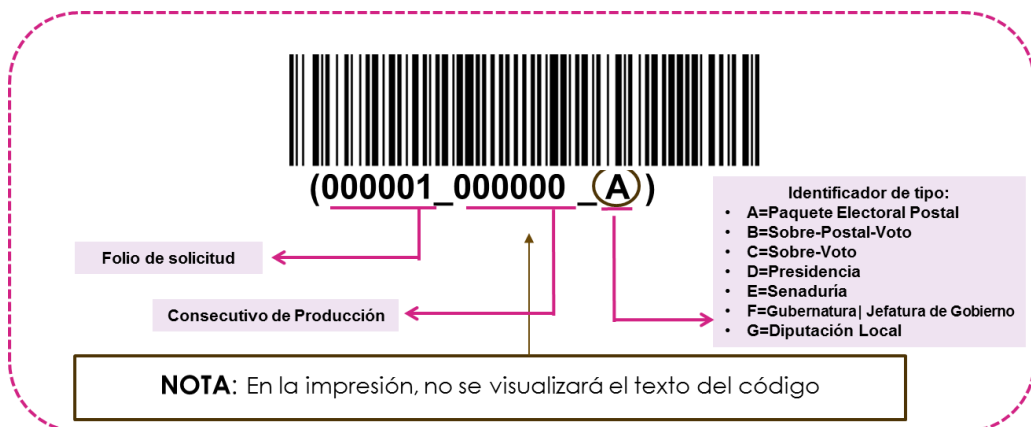 (000001_000000_A)
Identificador de tipo:
• A=Paquete Electoral Postal
• B=Sobre-Postal-Voto
• C=Sobre-Voto
• D=Presidencia
• E=Senaduría
• F=Gubernatura| Jefatura de Gobierno
• G=Diputación Local
Folio de solicitud
Consecutivo de Producción
NOTA: En la impresión, no se visualizará el texto del código